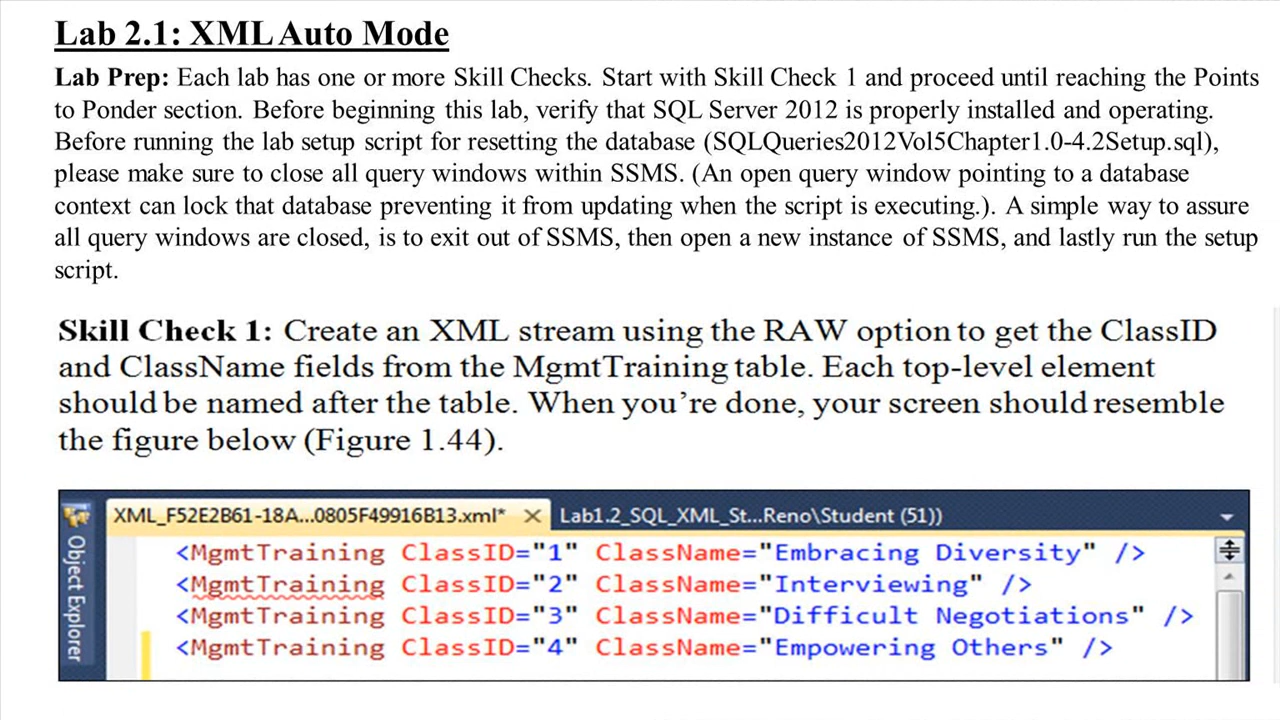 Lab 2.1: XML Auto Mode
Lab Prep: Each lab has one or more Skill Checks. Start with Skill Check 1 and proceed until reaching the Points
to Ponder section. Before beginning this lab, verify that SQL Server 2012 is properly installed and operating.
Before running the lab setup script for resetting the database (SQLQueries2012Vol5Chapter1.0-4.2Setup.sql),
please make sure to close all query windows within SSMS. (An open query window pointing to a database
context can lock that database preventing it from updating when the script is executing.). A simple way to assure
all query windows are closed, is to exit out of SSMS, then open a new instance of SSMS, and lastly run the setup
script.
Skill Check 1: Create an XML stream using the RAW option to get the ClassID
and ClassName fields from the MgmtTraining table. Each top-level element
should be named after the table. When you're done, your screen should resemble
the figure below (Figure 1.44).
XML_F52E2B61-18A...0805F49916B13.xml* Lab1.2_SQL_XML_St...Reno\Student (51))
Object Explorer
<MgmtTraining ClassID="1" ClassName="Embracing Diversity" />
<MgmtTraining ClassID="2" ClassName="Interviewing" />
<MgmtTraining ClassID="3" ClassName="Difficult Negotiations" />
<MgmtTraining ClassID="4" ClassName="Empowering Others" />